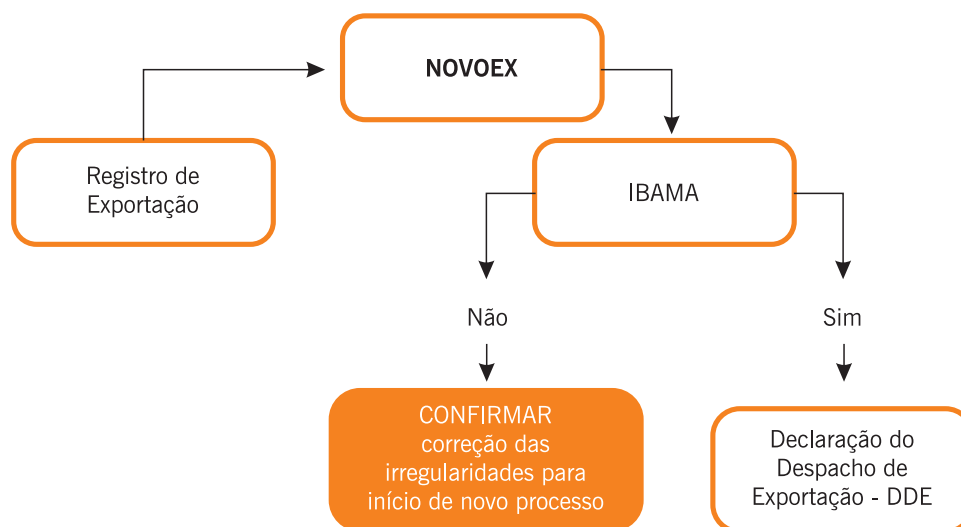 NOVOEX
Registro de
Exportação
IBAMA
Não
Sim
CONFIRMAR
correção das
irregularidades para
início de novo processo
Declaração do
Despacho de
Exportação - DDE